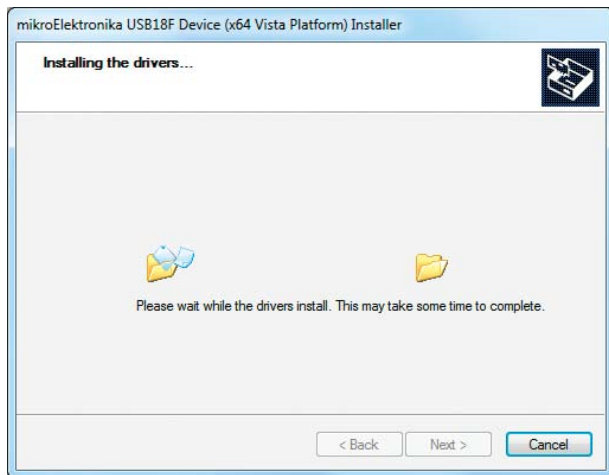 mikroElektronika USB18F Device (x64 Vista Platform) Installer
Installing the drivers...
Please wait while the drivers install. This may take some time to complete.
< Back Next > Cancel